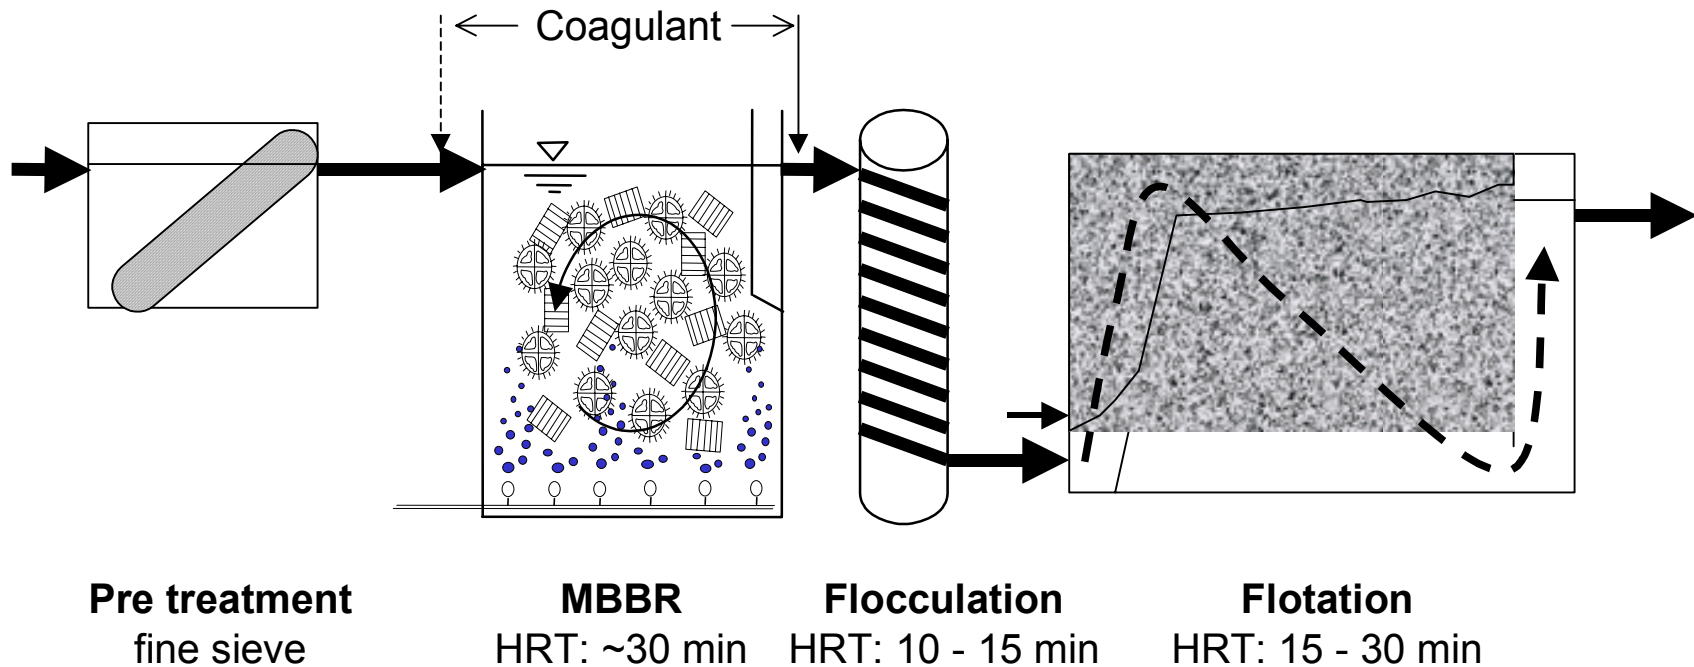 Coagulant
Pre treatment
fine sieve
MBBR
HRT: ~30 min
Flocculation
HRT: 10 - 15 min
Flotation
HRT: 15 - 30 min